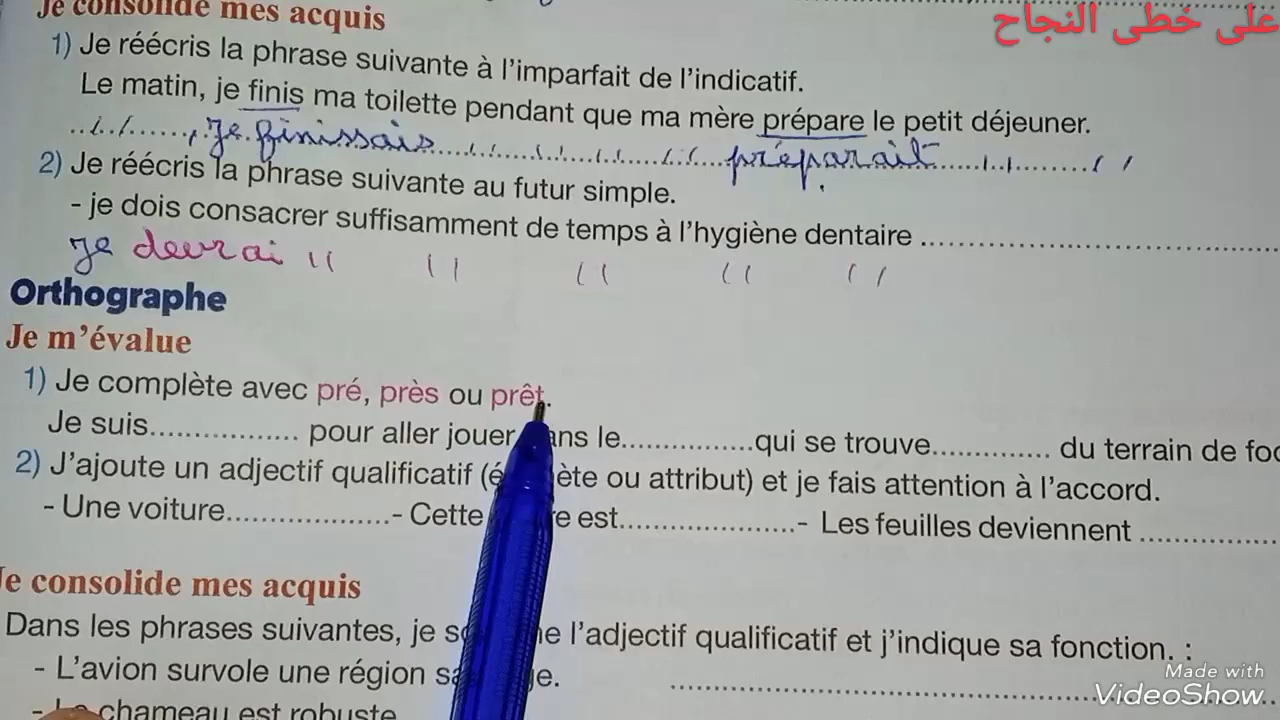 Je consolide mes acquis
على خطى النجاح
1) Je réécris la phrase suivante à l'imparfait de l'indicatif.
Le matin, je finis ma toilette pendant que ma mère prépare le petit déjeuner.
, je finissais préparait
2) Je réécris la phrase suivante au futur simple.
- je dois consacrer suffisamment de temps à l'hygiène dentaire
je devrai
Orthographe
Je m'évalue
1) Je complète avec pré, près ou prêt.
Je suis................. pour aller jouer dans le...............qui se trouve.............. du terrain de
2) J'ajoute un adjectif qualificatif (ou attribut) et je fais attention à l'accord.
- Une voiture..................- Cette est.....................- Les feuilles deviennent ................
Je consolide mes acquis
Dans les phrases suivantes, je l'adjectif qualificatif et j'indique sa fonction. :
- L'avion survole une région
- chameau est robuste
Made with
VideoShow